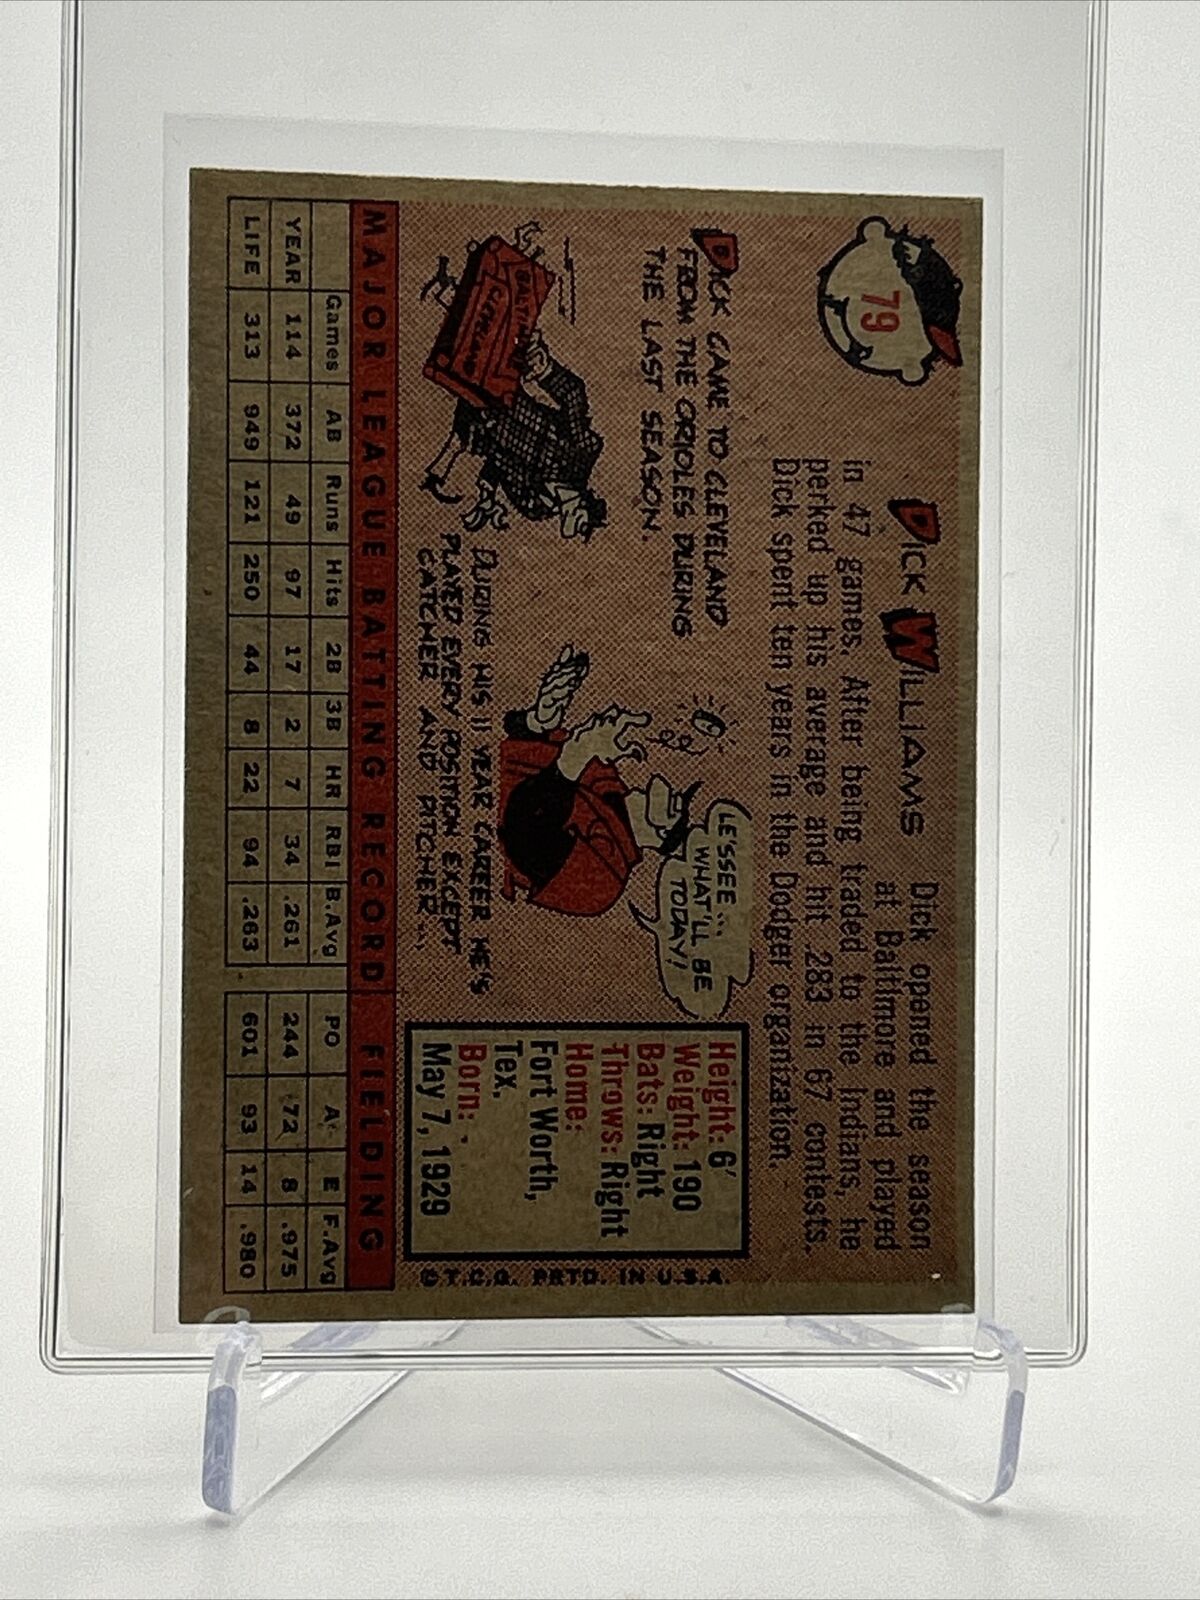 79
DICK WILLIAMS
Dick opened the season
at Baltimore and played
in 47 games. After being traded to the Indians, he
perked up his average and hit .283 in 67 contests.
Dick spent ten years in the Dodger organization.
DICK CAME TO CLEVELAND
FROM THE ORIOLES DURING
THE LAST SEASON.
BALTIMORE
CLEVELAND
LE'SSEE...
WHAT'LL BE
TODAY!
DURING HIS 11 YEAR CAREER HE'S
PLAYED EVERY POSITION EXCEPT
CATCHER AND PITCHER...
Height: 6'
Weight: 190
Bats: Right
Throws: Right
Home:
Fort Worth,
Tex.
Born:
May 7, 1929
© T.C.G. PRTD. IN U.S.A.
MAJOR LEAGUE BATTING RECORD FIELDING
Games AB Runs Hits 2B 3B HR RBI B.Avg PO A E F.Avg
YEAR 114 372 49 97 17 2 7 34 .261 244 72 8 .975
LIFE 313 949 121 250 44 8 22 94 .263 601 93 14 .980